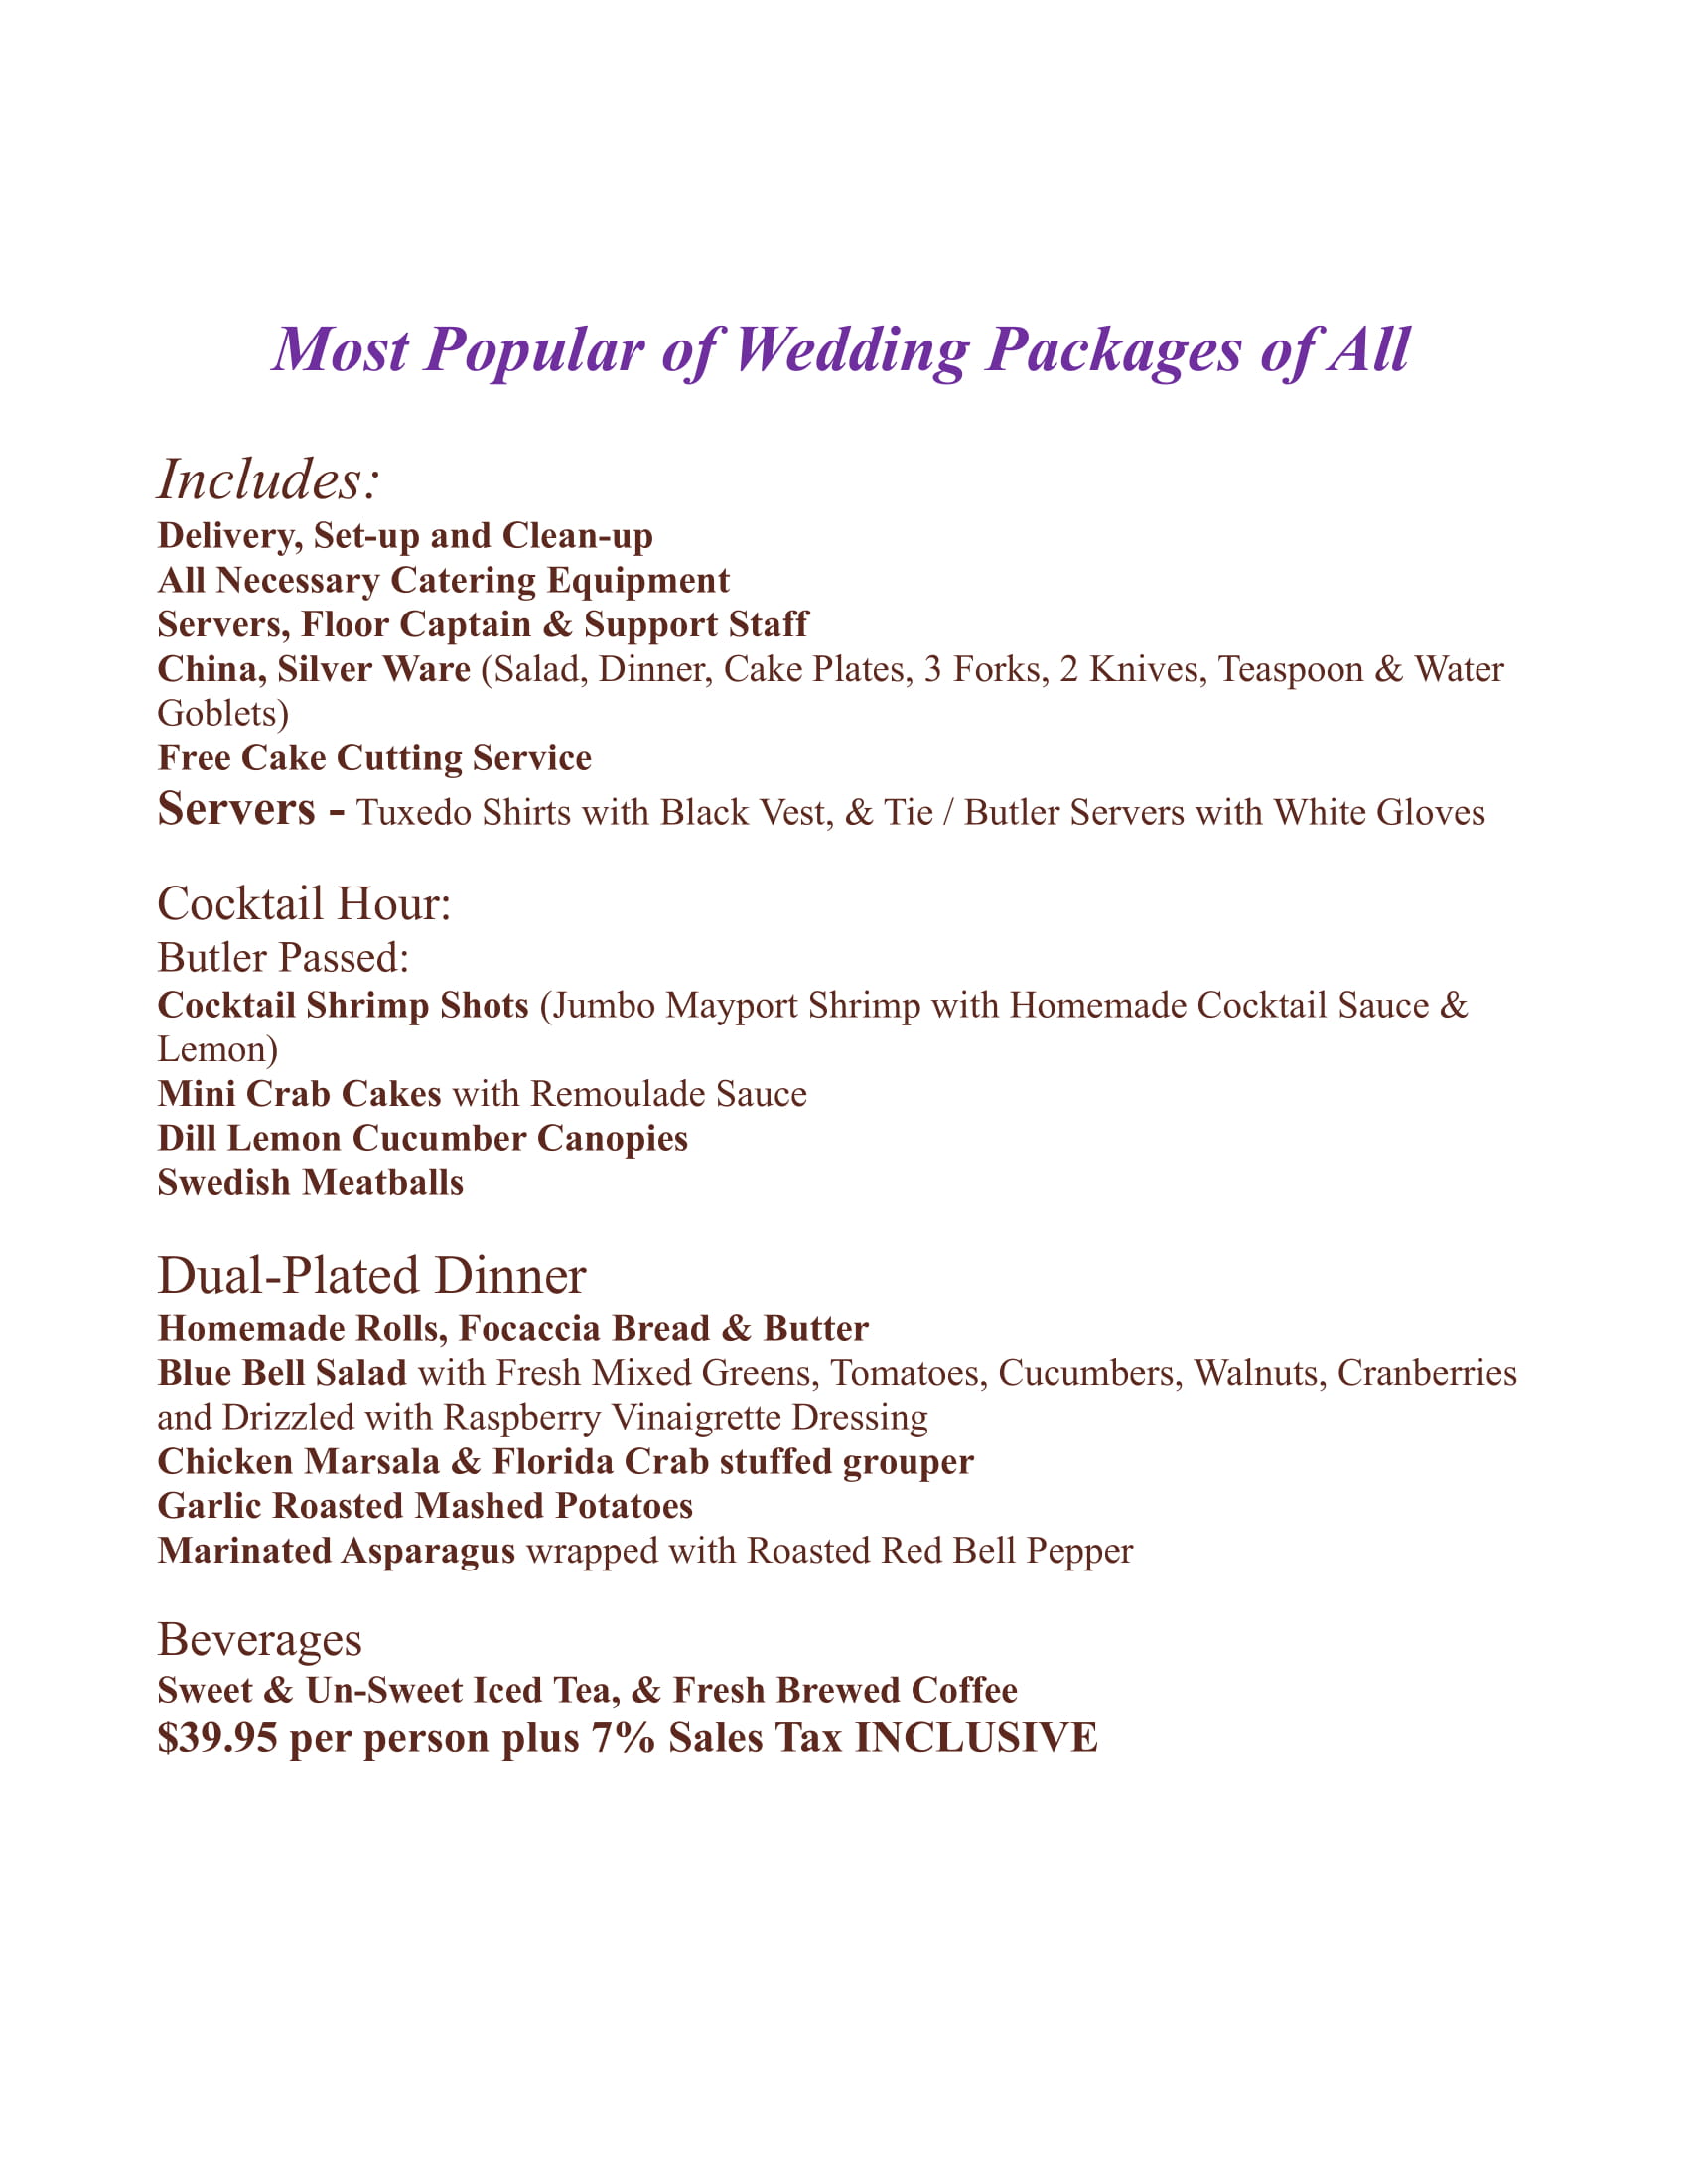 Most Popular of Wedding Packages of All
Includes:
Delivery, Set-up and Clean-up
All Necessary Catering Equipment
Servers, Floor Captain & Support Staff
China, Silver Ware (Salad, Dinner, Cake Plates, 3 Forks, 2 Knives, Teaspoon & Water
Goblets)
Free Cake Cutting Service
Servers - Tuxedo Shirts with Black Vest, & Tie / Butler Servers with White Gloves
Cocktail Hour:
Butler Passed:
Cocktail Shrimp Shots (Jumbo Mayport Shrimp with Homemade Cocktail Sauce &
Lemon)
Mini Crab Cakes with Remoulade Sauce
Dill Lemon Cucumber Canopies
Swedish Meatballs
Dual-Plated Dinner
Homemade Rolls, Focaccia Bread & Butter
Blue Bell Salad with Fresh Mixed Greens, Tomatoes, Cucumbers, Walnuts, Cranberries
and Drizzled with Raspberry Vinaigrette Dressing
Chicken Marsala & Florida Crab stuffed grouper
Garlic Roasted Mashed Potatoes
Marinated Asparagus wrapped with Roasted Red Bell Pepper
Beverages
Sweet & Un-Sweet Iced Tea, & Fresh Brewed Coffee
$39.95 per person plus 7% Sales Tax INCLUSIVE